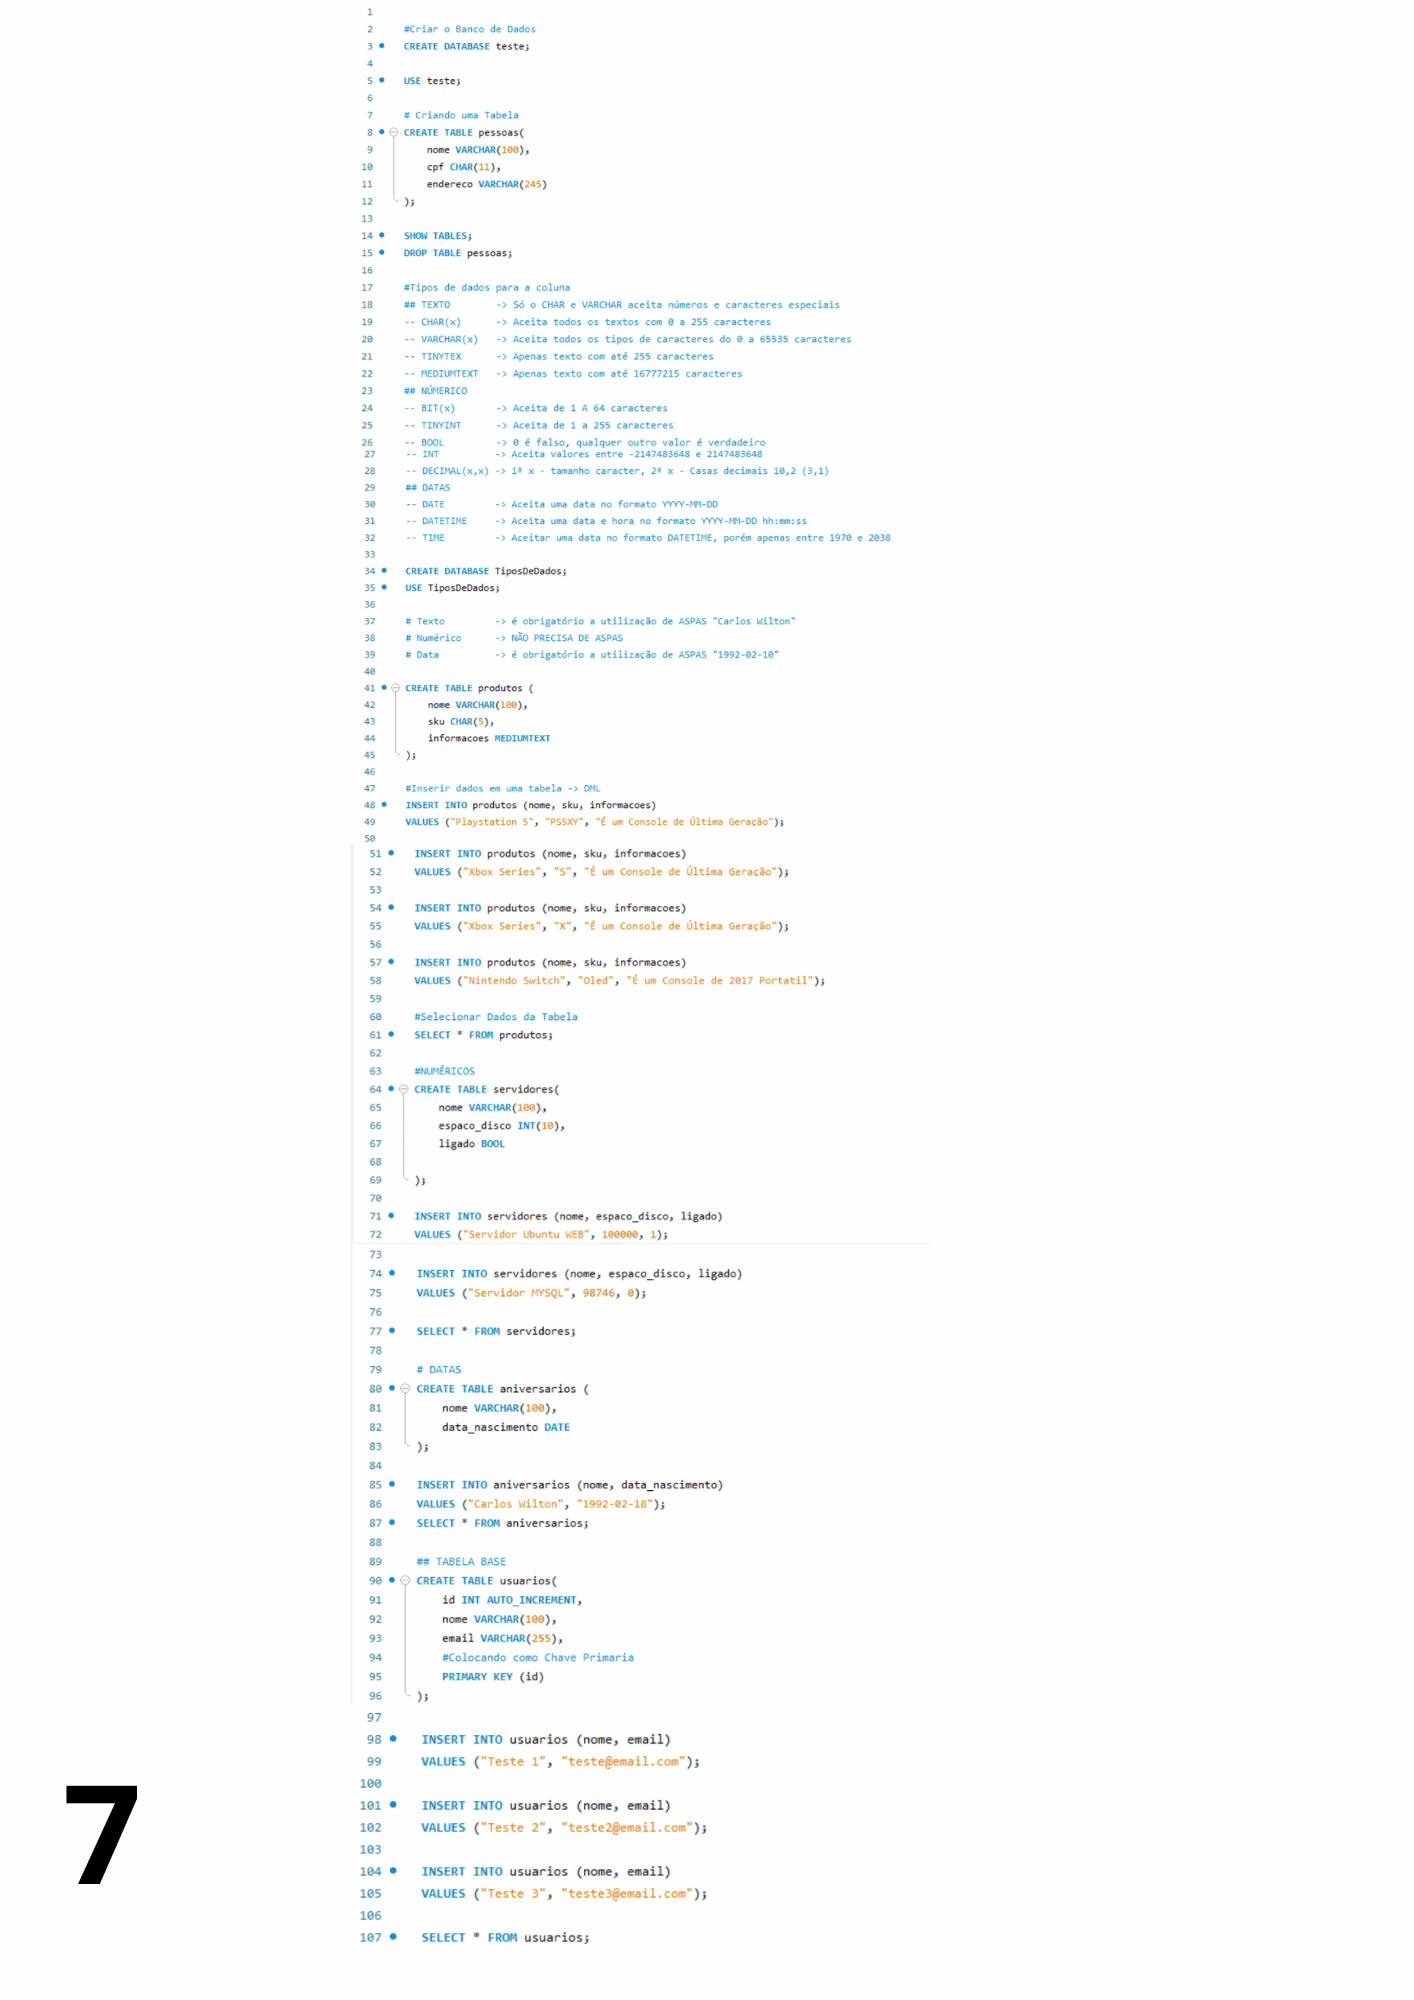 1
2 #Criar o Banco de Dados
3 CREATE DATABASE teste;
4
5 USE teste;
6
7 # Criando uma Tabela
8 CREATE TABLE pessoas(
9 nome VARCHAR(100),
10 cpf CHAR(11),
11 endereco VARCHAR(245)
12 );
13
14 SHOW TABLES;
15 DROP TABLE pessoas;
16
17 #Tipos de dados para a coluna
18 ## TEXTO -> Só o CHAR e VARCHAR aceita números e caracteres especiais
19 -- CHAR(x) -> Aceita todos os textos com 0 a 255 caracteres
20 -- VARCHAR(x) -> Aceita todos os tipos de caracteres do 0 a 65535 caracteres
21 -- TINYTEX -> Apenas texto com até 255 caracteres
22 -- MEDIUMTEXT -> Apenas texto com até 16777215 caracteres
23 ## NÚMERICO
24 -- BIT(x) -> Aceita de 1 A 64 caracteres
25 -- TINYINT -> Aceita de 1 a 255 caracteres
26 -- BOOL -> 0 é falso, qualquer outro valor é verdadeiro
27 -- INT -> Aceita valores entre -2147483648 e 2147483648
28 -- DECIMAL(x,x) -> 1º x - tamanho caracter, 2º x - Casas decimais 10,2 (3,1)
29 ## DATAS
30 -- DATE -> Aceita uma data no formato YYYY-MM-DD
31 -- DATETIME -> Aceita uma data e hora no formato YYYY-MM-DD hh:mm:ss
32 -- TIME -> Aceitar uma data no formato DATETIME, porém apenas entre 1970 e 2038
33
34 CREATE DATABASE TiposDeDados;
35 USE TiposDeDados;
36
37 # Texto -> é obrigatório a utilização de ASPAS "Carlos Wilton"
38 # Numérico -> NÃO PRECISA DE ASPAS
39 # Data -> é obrigatório a utilização de ASPAS "1992-02-10"
40
41 CREATE TABLE produtos (
42 nome VARCHAR(100),
43 sku CHAR(5),
44 informacoes MEDIUMTEXT
45 );
46
47 #Inserir dados em uma tabela -> DML
48 INSERT INTO produtos (nome, sku, informacoes)
49 VALUES ("Playstation 5", "PS5XY", "É um Console de Última Geração");
50
51 INSERT INTO produtos (nome, sku, informacoes)
52 VALUES ("Xbox Series", "S", "É um Console de Última Geração");
53
54 INSERT INTO produtos (nome, sku, informacoes)
55 VALUES ("Xbox Series", "X", "É um Console de Última Geração");
56
57 INSERT INTO produtos (nome, sku, informacoes)
58 VALUES ("Nintendo Switch", "Oled", "É um Console de 2017 Portatil");
59
60 #Selecionar Dados da Tabela
61 SELECT * FROM produtos;
62
63 #NUMÉRICOS
64 CREATE TABLE servidores(
65 nome VARCHAR(100),
66 espaco_disco INT(10),
67 ligado BOOL
68
69 );
70
71 INSERT INTO servidores (nome, espaco_disco, ligado)
72 VALUES ("Servidor Ubuntu WEB", 100000, 1);
73
74 INSERT INTO servidores (nome, espaco_disco, ligado)
75 VALUES ("Servidor MYSQL", 98746, 0);
76
77 SELECT * FROM servidores;
78
79 # DATAS
80 CREATE TABLE aniversarios (
81 nome VARCHAR(100),
82 data_nascimento DATE
83 );
84
85 INSERT INTO aniversarios (nome, data_nascimento)
86 VALUES ("Carlos Wilton", "1992-02-18");
87 SELECT * FROM aniversarios;
88
89 ## TABELA BASE
90 CREATE TABLE usuarios(
91 id INT AUTO_INCREMENT,
92 nome VARCHAR(100),
93 email VARCHAR(255),
94 #Colocando como Chave Primaria
95 PRIMARY KEY (id)
96 );
97
98 INSERT INTO usuarios (nome, email)
99 VALUES ("Teste 1", "teste@email.com");
100
101 INSERT INTO usuarios (nome, email)
102 VALUES ("Teste 2", "teste2@email.com");
103
104 INSERT INTO usuarios (nome, email)
105 VALUES ("Teste 3", "teste3@email.com");
106
107 SELECT * FROM usuarios;
7